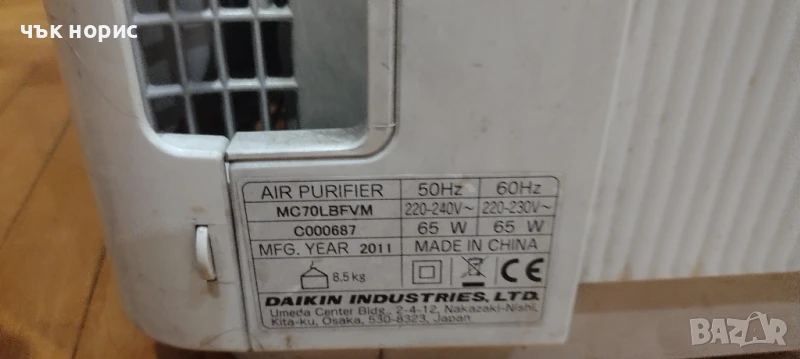 чък норис
AIR PURIFIER 50Hz 60Hz
MC70LBFVM 220-240V~ 220-230V~
C000687 65 W 65 W
MFG. YEAR 2011 MADE IN CHINA
8.5kg CE
DAIKIN INDUSTRIES, LTD.
Umeda Center Bldg., 2-4-12, Nakazaki-Nishi,
Kita-ku, Osaka, 530-8323, Japan
BAZAR